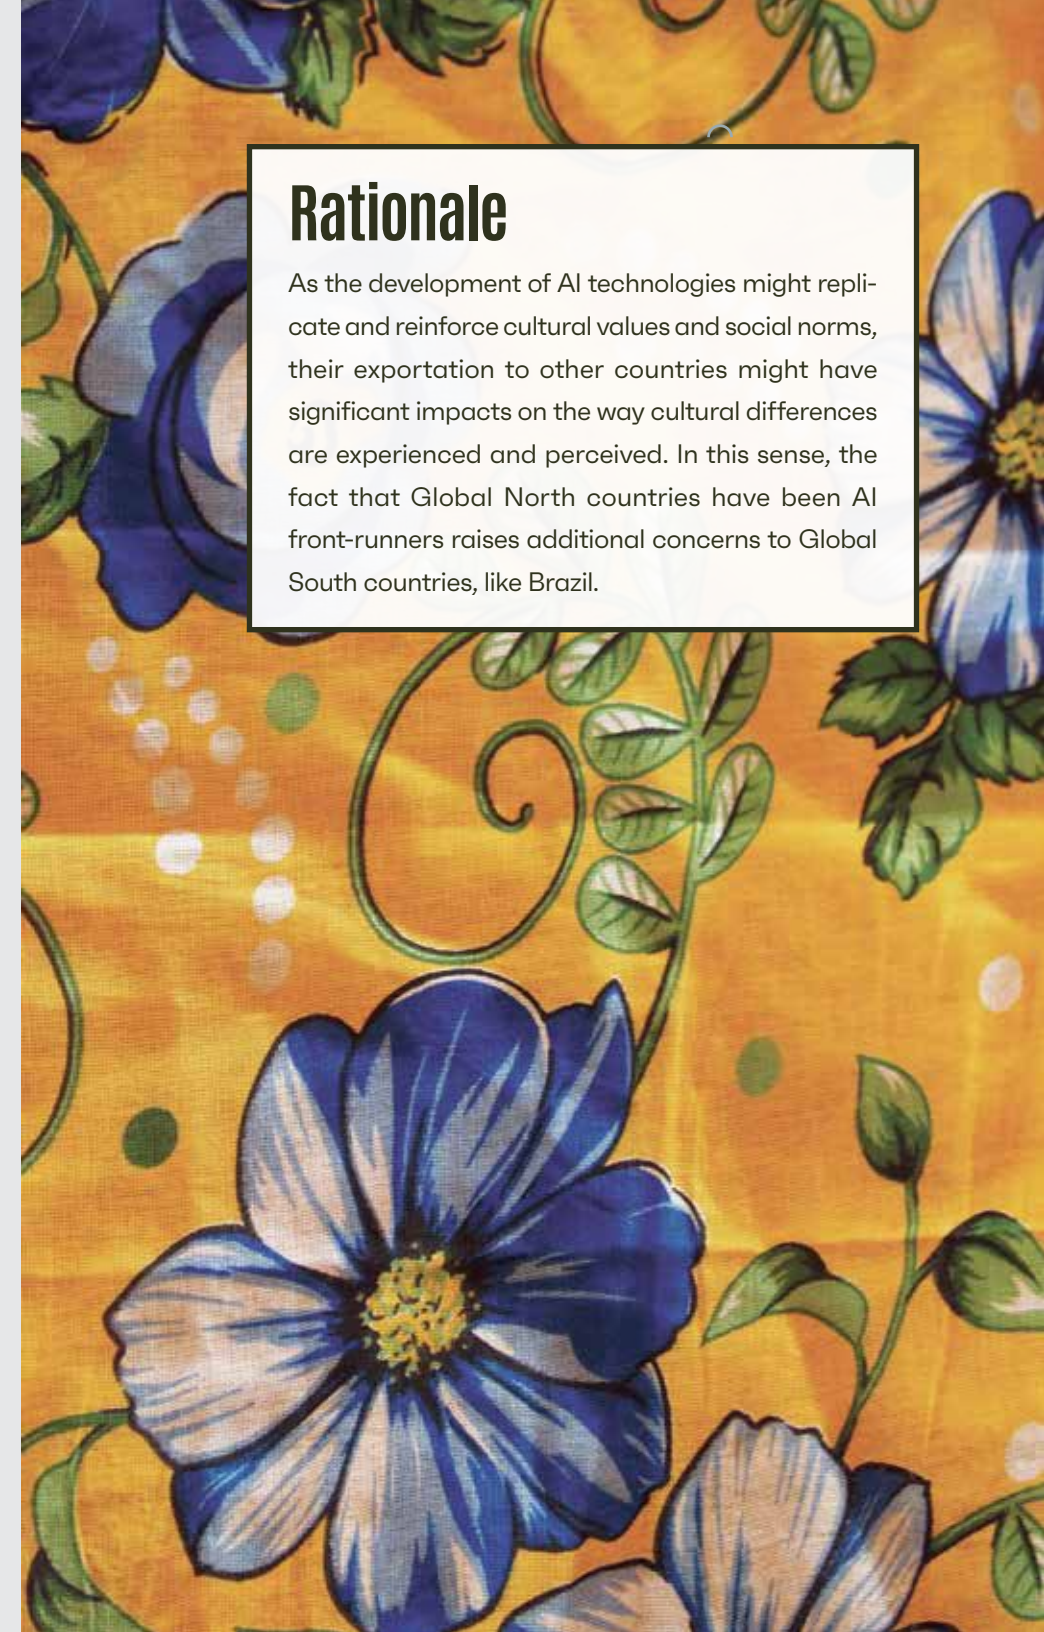 Rationale
As the development of AI technologies might repli-
cate and reinforce cultural values and social norms,
their exportation to other countries might have
significant impacts on the way cultural differences
are experienced and perceived. In this sense, the
fact that Global North countries have been AI
front-runners raises additional concerns to Global
South countries, like Brazil.